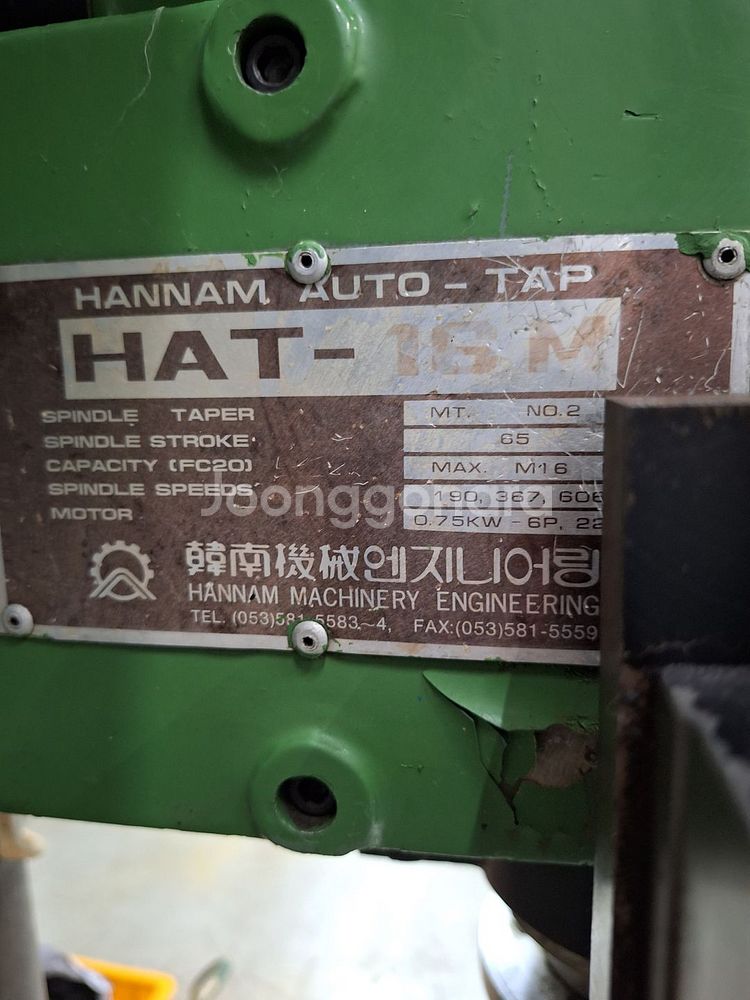 HANNAM AUTO - TAP
HAT-16 M
SPINDLE TAPER MT. NO.2
SPINDLE STROKE 65
CAPACITY (FC20) MAX. M16
SPINDLE SPEEDS 190, 367, 606
MOTOR 0.75KW - 6P, 22
Joonggonara
韓南機械엔지니어링
HANNAM MACHINERY ENGINEERING
TEL. (053)581-5583~4, FAX:(053)581-5559